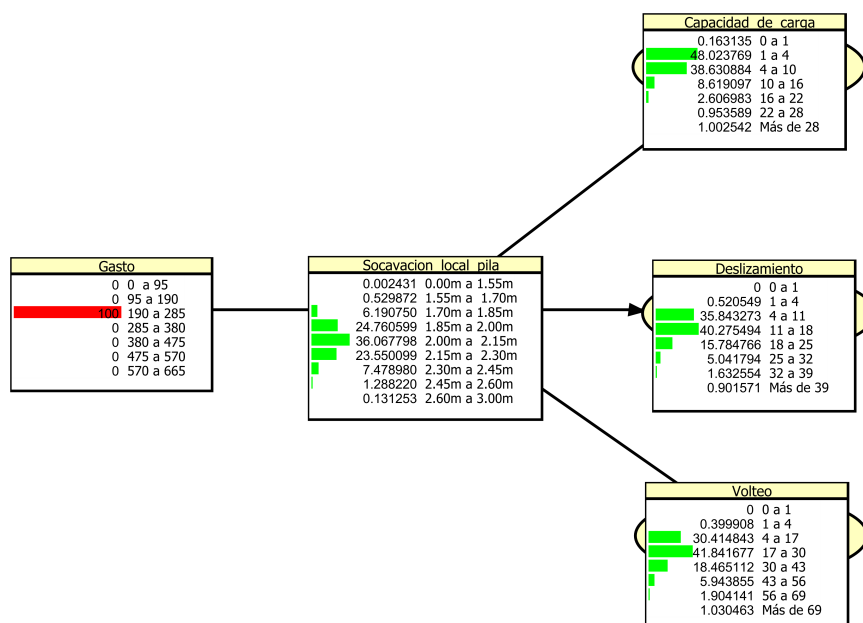 Capacidad de carga
0.163135 0 a 1
48.023769 1 a 4
38.630884 4 a 10
8.619097 10 a 16
2.606983 16 a 22
0.953589 22 a 28
1.002542 Más de 28
Gasto
0 0 a 95
0 95 a 190
100 190 a 285
0 285 a 380
0 380 a 475
0 475 a 570
0 570 a 665
Socavacion local pila
0.002431 0.00m a 1.55m
0.529872 1.55m a 1.70m
6.190750 1.70m a 1.85m
24.760599 1.85m a 2.00m
36.067798 2.00m a 2.15m
23.550099 2.15m a 2.30m
7.478980 2.30m a 2.45m
1.288220 2.45m a 2.60m
0.131253 2.60m a 3.00m
Deslizamiento
0 0 a 1
0.520549 1 a 4
35.843273 4 a 11
40.275494 11 a 18
15.784766 18 a 25
5.041794 25 a 32
1.632554 32 a 39
0.901571 Más de 39
Volteo
0 0 a 1
0.399908 1 a 4
30.414843 4 a 17
41.841677 17 a 30
18.465112 30 a 43
5.943855 43 a 56
1.904141 56 a 69
1.030463 Más de 69